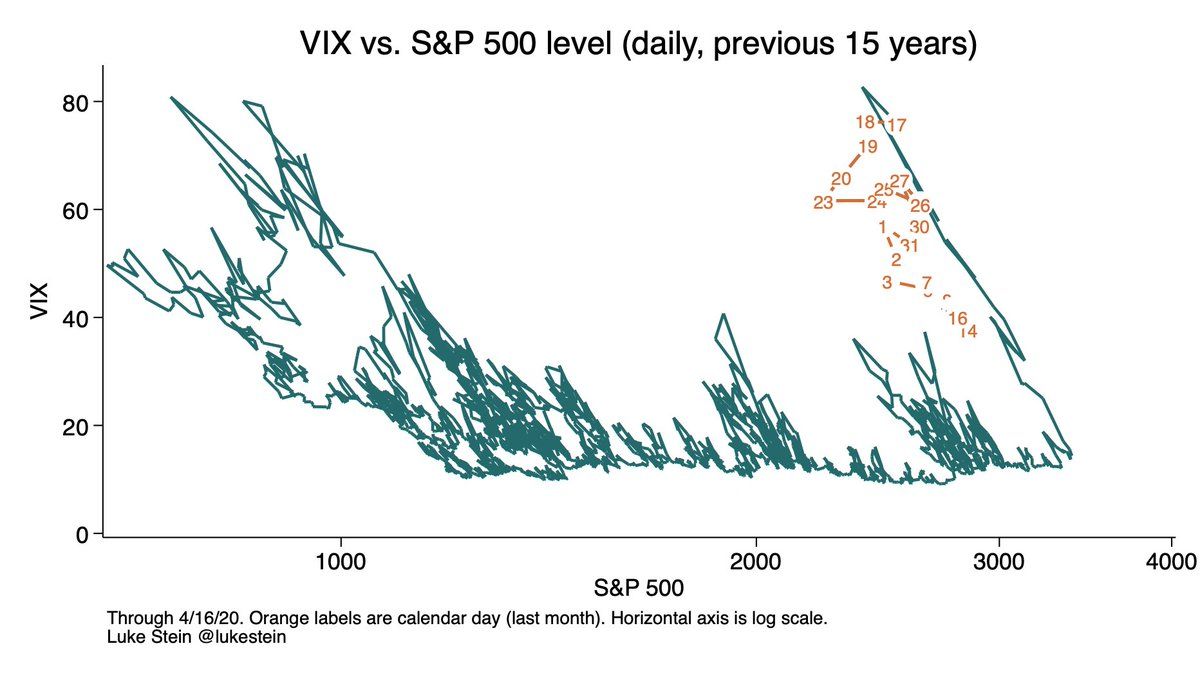 VIX vs. S&P 500 level (daily, previous 15 years)
VIX
80
60
40
20
0
18 17
19
20 27
25
23 24 26
1 30
31
2
3 7
16
14
1000 2000 3000 4000
S&P 500
Through 4/16/20. Orange labels are calendar day (last month). Horizontal axis is log scale.
Luke Stein @lukestein